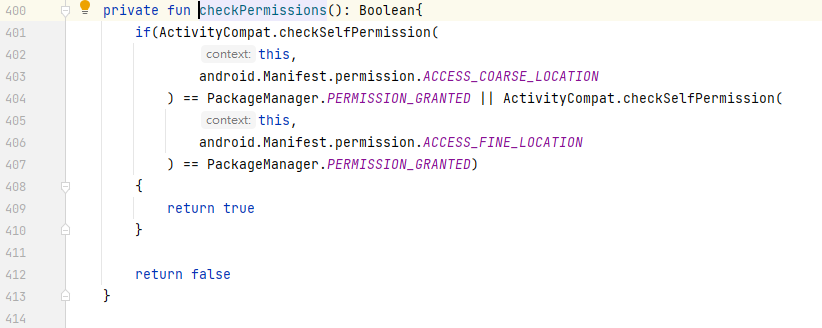 400 private fun checkPermissions(): Boolean{
401 if(ActivityCompat.checkSelfPermission(
402 context: this,
403 android.Manifest.permission.ACCESS_COARSE_LOCATION
404 ) == PackageManager.PERMISSION_GRANTED || ActivityCompat.checkSelfPermission(
405 context: this,
406 android.Manifest.permission.ACCESS_FINE_LOCATION
407 ) == PackageManager.PERMISSION_GRANTED)
408 {
409 return true
410 }
411
412 return false
413 }
414